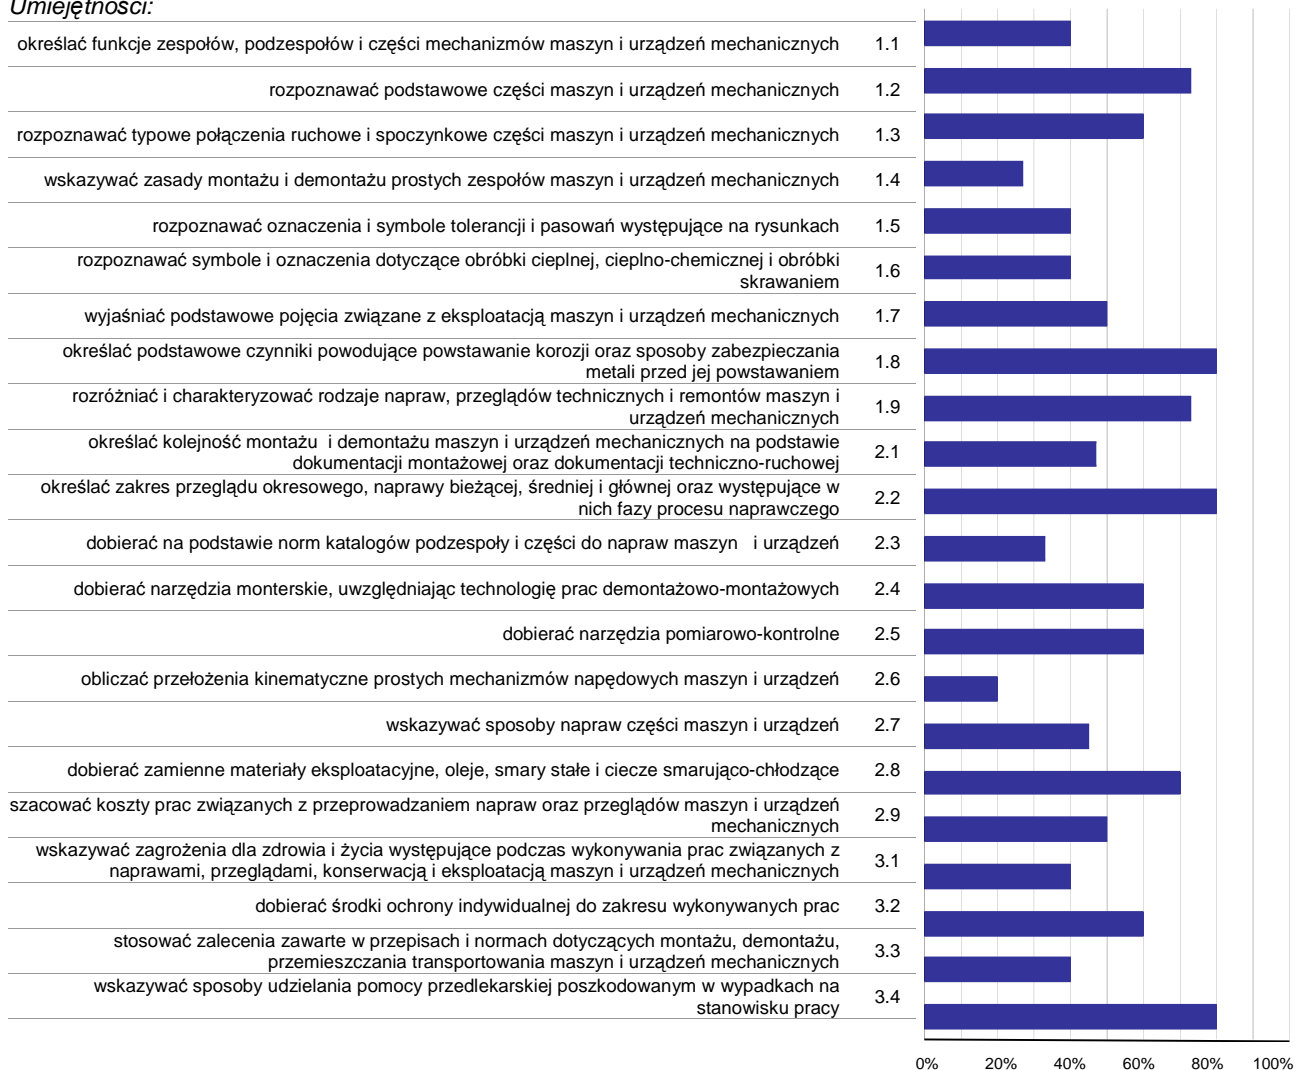 Umiejętności:
określać funkcje zespołów, podzespołów i części mechanizmów maszyn i urządzeń mechanicznych 1.1
rozpoznawać podstawowe części maszyn i urządzeń mechanicznych 1.2
rozpoznawać typowe połączenia ruchowe i spoczynkowe części maszyn i urządzeń mechanicznych 1.3
wskazywać zasady montażu i demontażu prostych zespołów maszyn i urządzeń mechanicznych 1.4
rozpoznawać oznaczenia i symbole tolerancji i pasowań występujące na rysunkach 1.5
rozpoznawać symbole i oznaczenia dotyczące obróbki cieplnej, cieplno-chemicznej i obróbki
skrawaniem 1.6
wyjaśniać podstawowe pojęcia związane z eksploatacją maszyn i urządzeń mechanicznych 1.7
określać podstawowe czynniki powodujące powstawanie korozji oraz sposoby zabezpieczania
metali przed jej powstawaniem 1.8
rozróżniać i charakteryzować rodzaje napraw, przeglądów technicznych i remontów maszyn i
urządzeń mechanicznych 1.9
określać kolejność montażu i demontażu maszyn i urządzeń mechanicznych na podstawie
dokumentacji montażowej oraz dokumentacji techniczno-ruchowej 2.1
określać zakres przeglądu okresowego, naprawy bieżącej, średniej i głównej oraz występujące w
nich fazy procesu naprawczego 2.2
dobierać na podstawie norm katalogów podzespoły i części do napraw maszyn i urządzeń 2.3
dobierać narzędzia monterskie, uwzględniając technologię prac demontażowo-montażowych 2.4
dobierać narzędzia pomiarowo-kontrolne 2.5
obliczać przełożenia kinematyczne prostych mechanizmów napędowych maszyn i urządzeń 2.6
wskazywać sposoby napraw części maszyn i urządzeń 2.7
dobierać zamienne materiały eksploatacyjne, oleje, smary stałe i ciecze smarująco-chłodzące 2.8
szacować koszty prac związanych z przeprowadzaniem napraw oraz przeglądów maszyn i urządzeń
mechanicznych 2.9
wskazywać zagrożenia dla zdrowia i życia występujące podczas wykonywania prac związanych z
naprawami, przeglądami, konserwacją i eksploatacją maszyn i urządzeń mechanicznych 3.1
dobierać środki ochrony indywidualnej do zakresu wykonywanych prac 3.2
stosować zalecenia zawarte w przepisach i normach dotyczących montażu, demontażu,
przemieszczania transportowania maszyn i urządzeń mechanicznych 3.3
wskazywać sposoby udzielania pomocy przedlekarskiej poszkodowanym w wypadkach na
stanowisku pracy 3.4
0% 20% 40% 60% 80% 100%